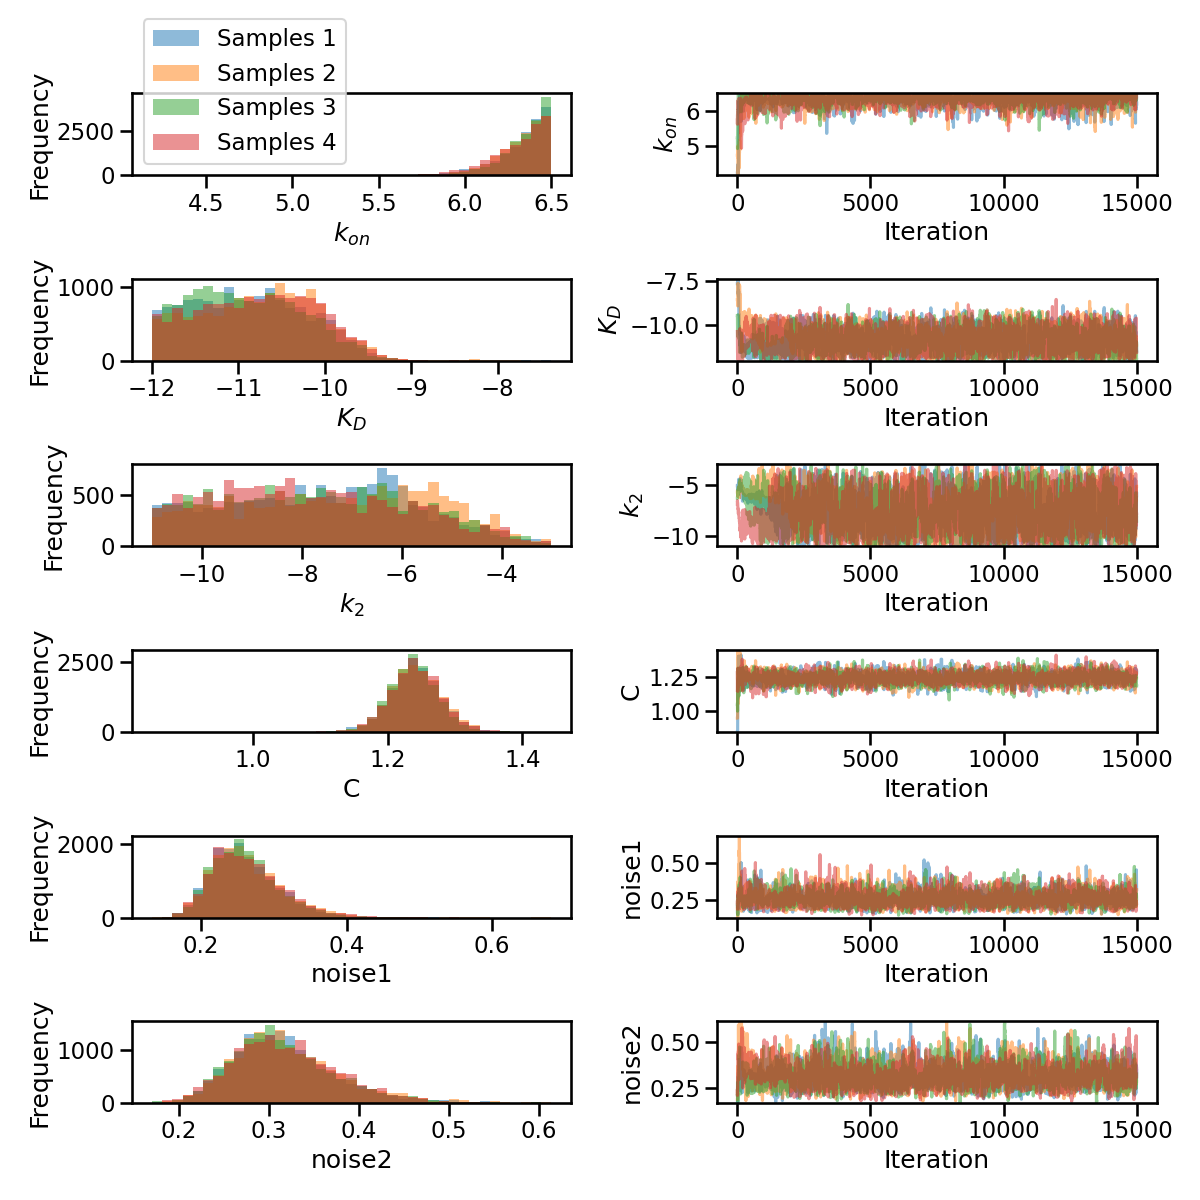 Samples 1
Samples 2
Samples 3
Samples 4
Frequency
2500
0
4.5 5.0 5.5 6.0 6.5
k_on
k_on
6
5
0 5000 10000 15000
Iteration
Frequency
1000
0
−12 −11 −10 −9 −8
K_D
K_D
−7.5
−10.0
0 5000 10000 15000
Iteration
Frequency
500
0
−10 −8 −6 −4
k_2
k_2
−5
−10
0 5000 10000 15000
Iteration
Frequency
2500
0
1.0 1.2 1.4
C
C
1.25
1.00
0 5000 10000 15000
Iteration
Frequency
2000
0
0.2 0.4 0.6
noise1
noise1
0.50
0.25
0 5000 10000 15000
Iteration
Frequency
1000
0
0.2 0.3 0.4 0.5 0.6
noise2
noise2
0.50
0.25
0 5000 10000 15000
Iteration